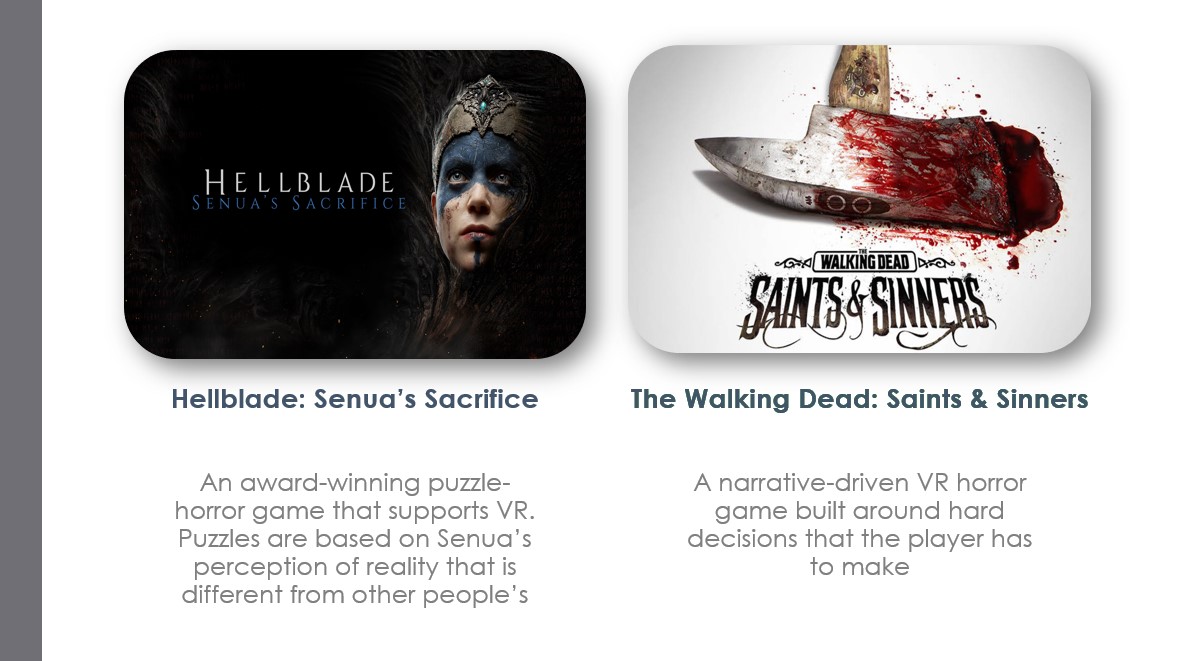 HELLBLADE
SENUA'S SACRIFICE
THE
WALKING DEAD
SAINTS & SINNERS
Hellblade: Senua’s Sacrifice
The Walking Dead: Saints & Sinners
An award-winning puzzle-
horror game that supports VR.
Puzzles are based on Senua’s
perception of reality that is
different from other people’s
A narrative-driven VR horror
game built around hard
decisions that the player has
to make